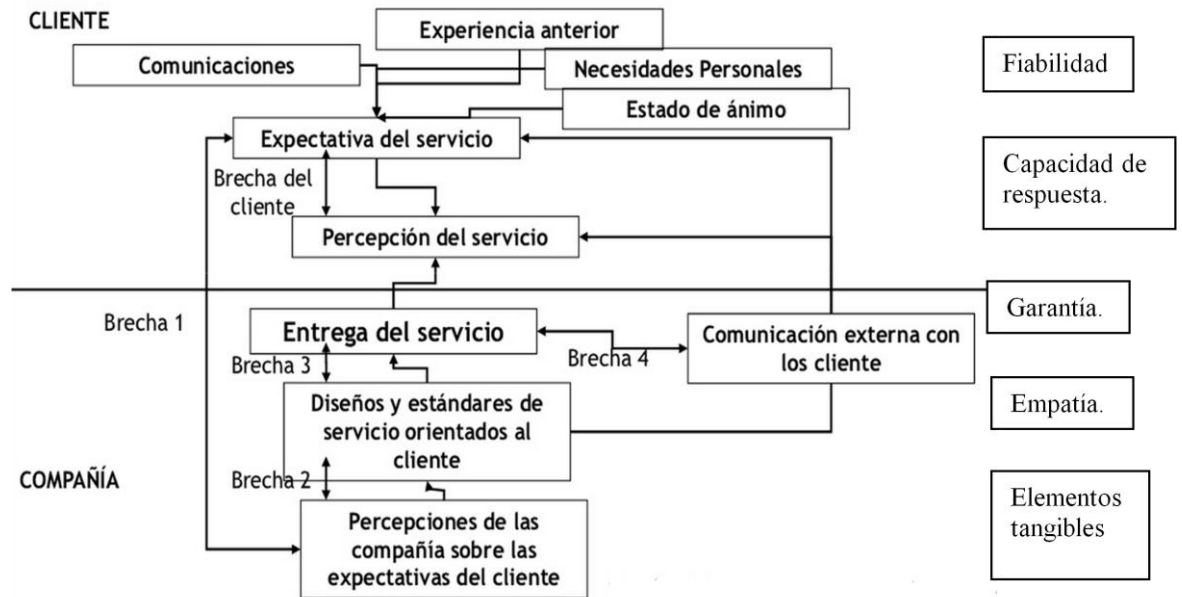 CLIENTE
Experiencia anterior
Comunicaciones
Necesidades Personales
Estado de ánimo
Expectativa del servicio
Brecha del
cliente
Percepción del servicio
Brecha 1
Entrega del servicio
Comunicación externa con
los cliente
Brecha 4
Brecha 3
Diseños y estándares de
servicio orientados al
cliente
COMPAÑÍA
Brecha 2
Percepciones de las
compañía sobre las
expectativas del cliente
Fiabilidad
Capacidad de
respuesta.
Garantía.
Empatía.
Elementos
tangibles